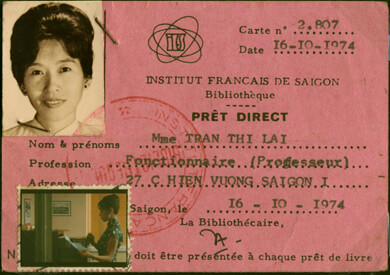 IFS
Carte n° 2.807
Date 16-10-1974
INSTITUT FRANCAIS DE SAIGON
Bibliothèque
PRÊT DIRECT
Nom & prénoms Mme TRAN THI LAI
Profession Fonctionnaire (Professeur)
Adresse 27 C HIEN VUONG SAIGON I
Saigon, le 16 - 10 - 1974
La Bibliothécaire,
doit être présentée à chaque prêt de livre